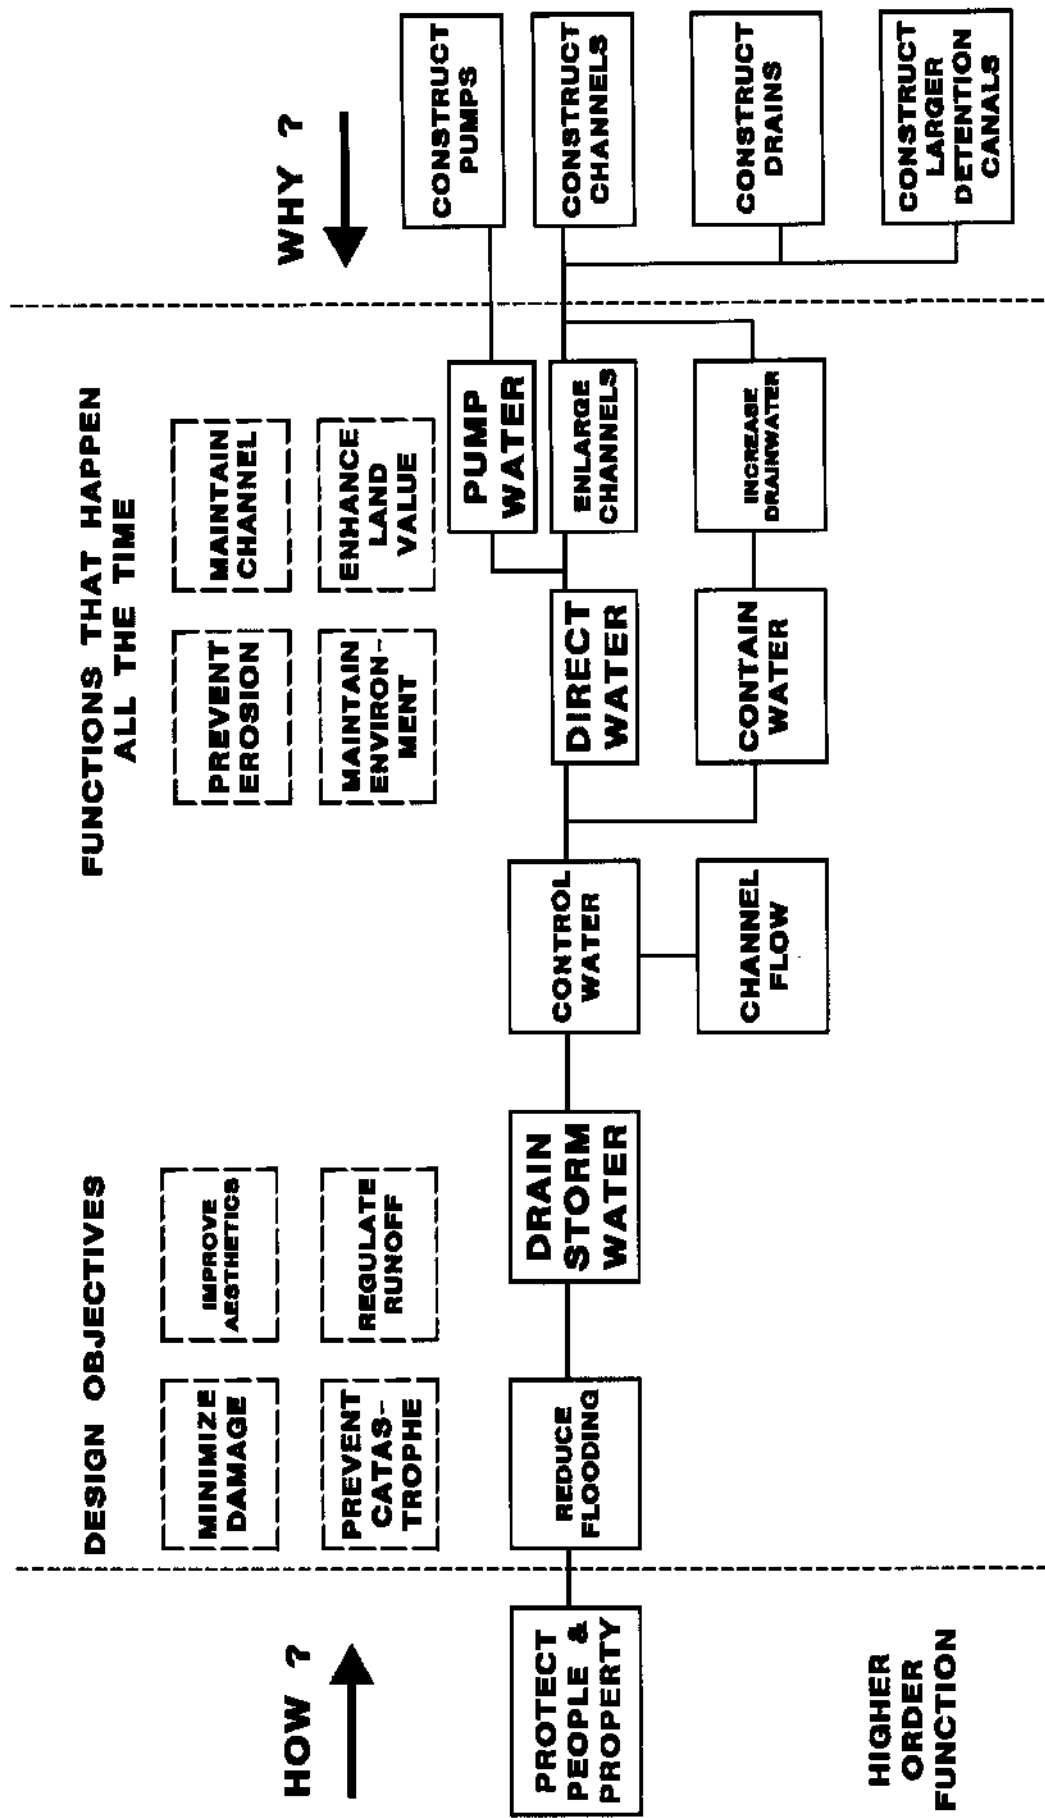 HOW ?
DESIGN OBJECTIVES
FUNCTIONS THAT HAPPEN
ALL THE TIME
WHY ?
MINIMIZE
DAMAGE
IMPROVE
AESTHETICS
PREVENT
CATAS-
TROPHE
REGULATE
RUNOFF
PREVENT
EROSION
MAINTAIN
CHANNEL
MAINTAIN
ENVIRON-
MENT
ENHANCE
LAND
VALUE
PROTECT
PEOPLE &
PROPERTY
REDUCE
FLOODING
DRAIN
STORM
WATER
CONTROL
WATER
CHANNEL
FLOW
DIRECT
WATER
CONTAIN
WATER
PUMP
WATER
ENLARGE
CHANNELS
INCREASE
DRAINWATER
CONSTRUCT
PUMPS
CONSTRUCT
CHANNELS
CONSTRUCT
DRAINS
CONSTRUCT
LARGER
DETENTION
CANALS
HIGHER
ORDER
FUNCTION